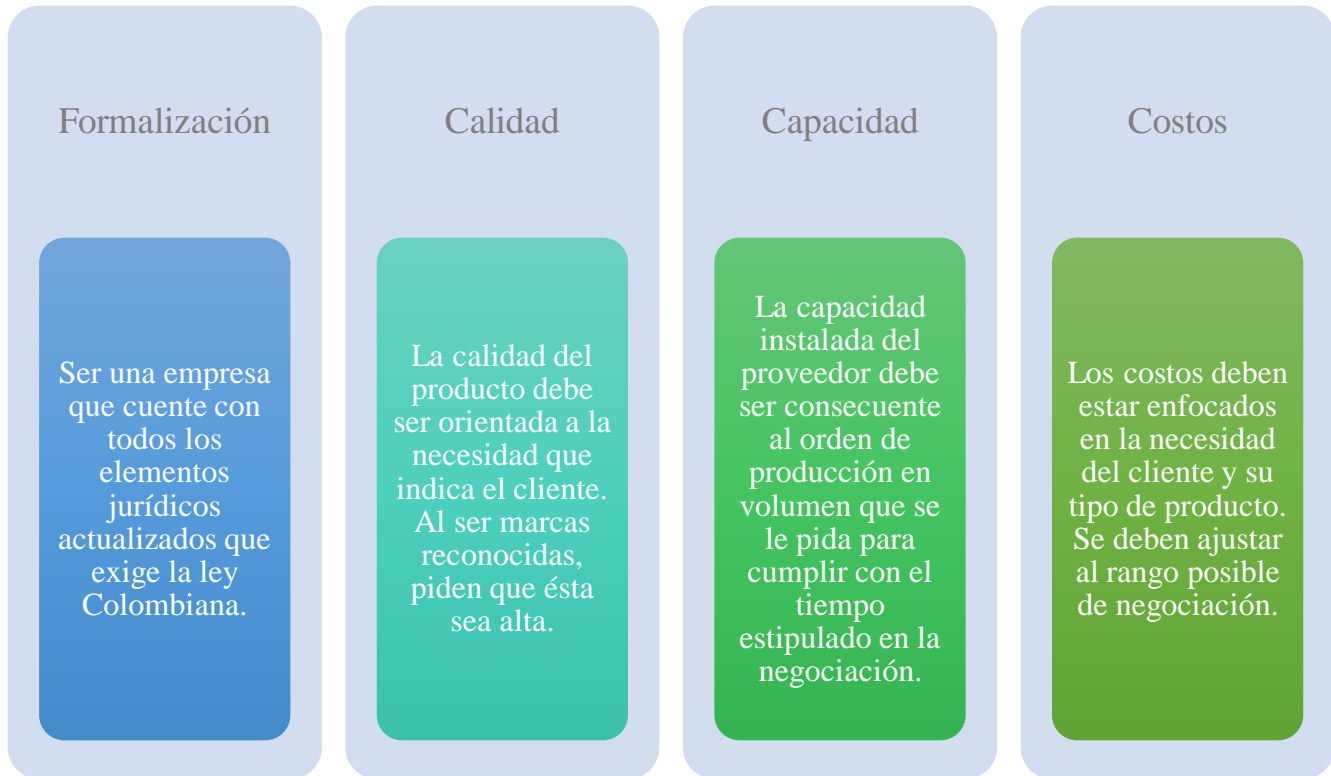 Formalización
Ser una empresa
que cuente con
todos los
elementos
jurídicos
actualizados que
exige la ley
Colombiana.
Calidad
La calidad del
producto debe
ser orientada a la
necesidad que
indica el cliente.
Al ser marcas
reconocidas,
piden que ésta
sea alta.
Capacidad
La capacidad
instalada del
proveedor debe
ser consecuente
al orden de
producción en
volumen que se
le pida para
cumplir con el
tiempo
estipulado en la
negociación.
Costos
Los costos deben
estar enfocados
en la necesidad
del cliente y su
tipo de producto.
Se deben ajustar
al rango posible
de negociación.